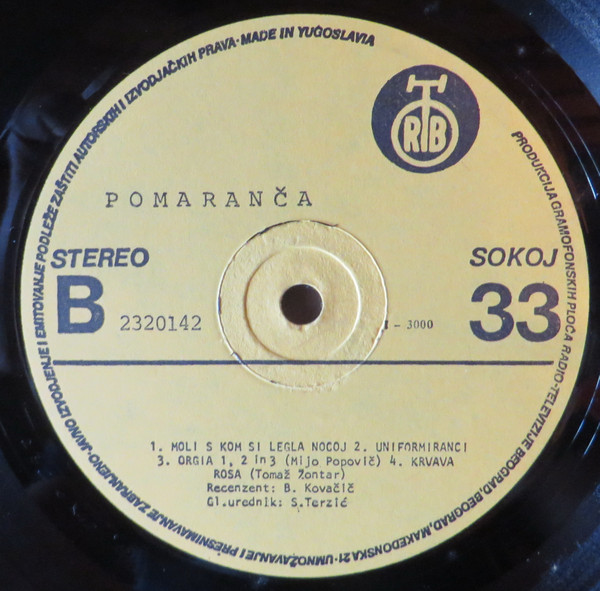 PRODUKCIJA GRAMOFONSKIH PLOČA RADIO-TELEVIZIJE BEOGRAD, BEOGRAD, MAKEDONSKA 21 · UMNOŽAVANJE I PRESNIMAVANJE ZABRANJENO · JAVNO IZVODJENJE I EMITOVANJE PODLEŽE ZAŠTITI AUTORSKIH I IZVODJAČKIH PRAVA · MADE IN YUGOSLAVIA
RTB
POMARANČA
STEREO
SOKOJ
B
33
2320142
- 3000
1. MOLI S KOM SI LEGLA NOCOJ 2. UNIFORMIRANCI
3. ORGIA 1, 2 in 3 (Mijo Popovič) 4. KRVAVA
ROSA (Tomaž Žontar)
Recenzent: B. Kovačič
Gl.urednik: S.Terzić